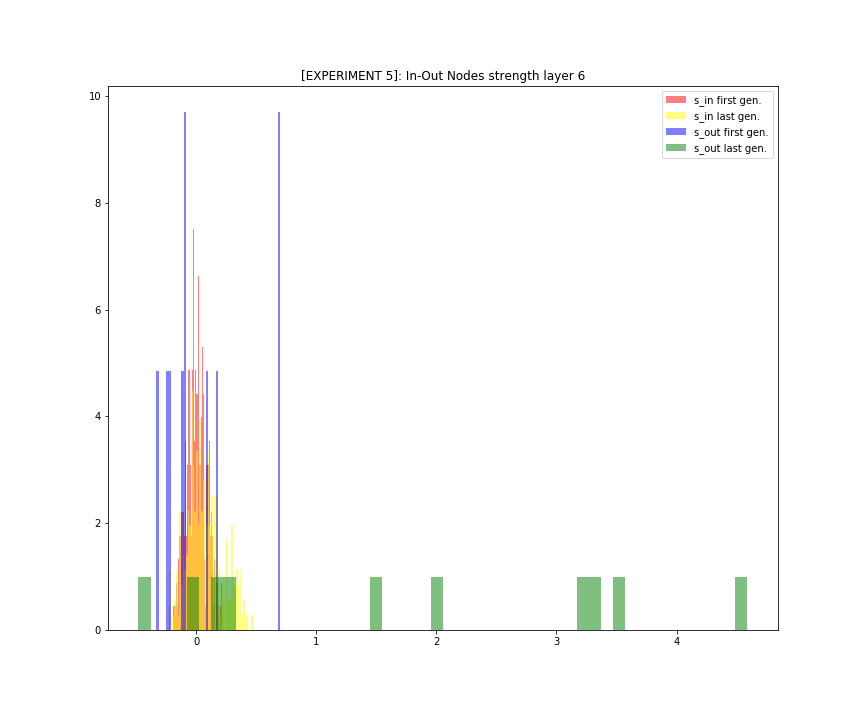 [EXPERIMENT 5]: In-Out Nodes strength layer 6
s_in first gen.
s_in last gen.
s_out first gen.
s_out last gen.
10
8
6
4
2
0
0 1 2 3 4